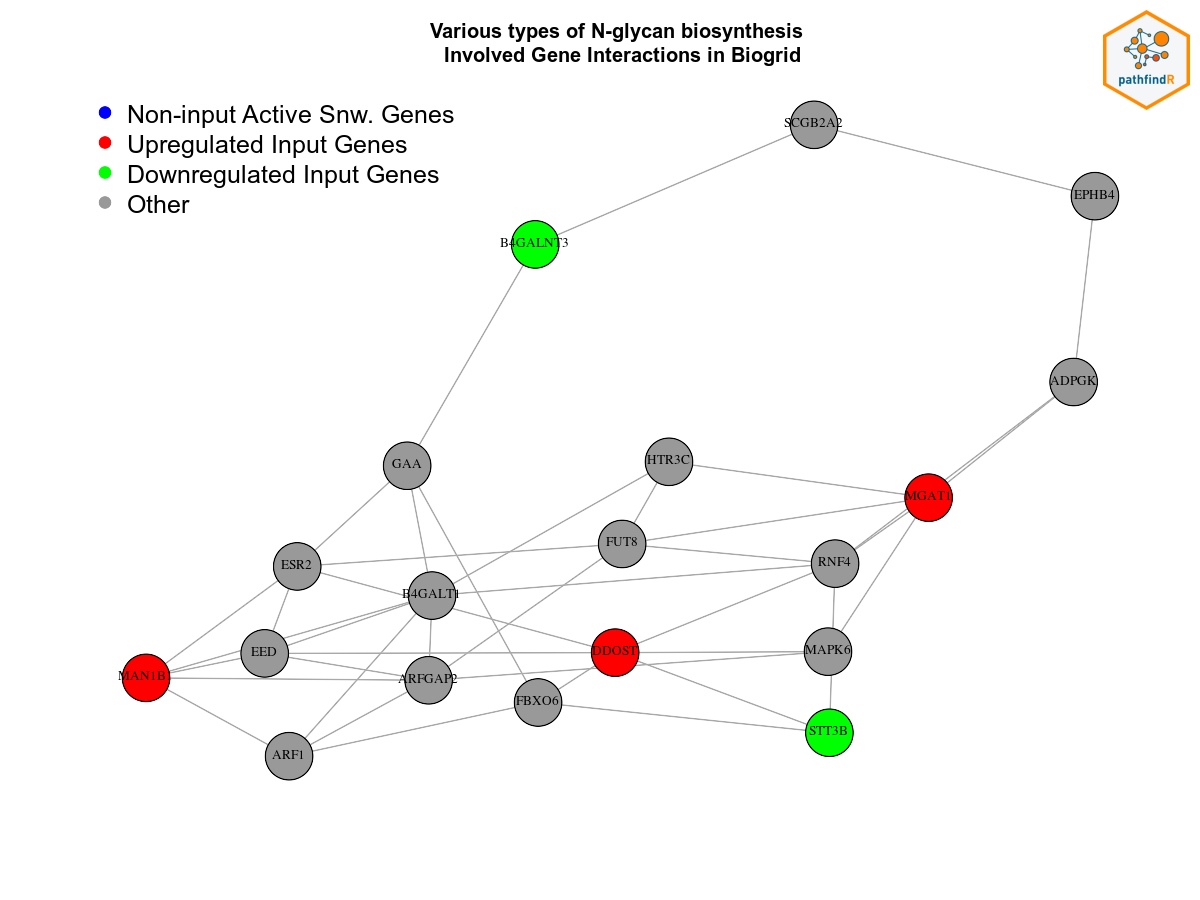 Various types of N-glycan biosynthesis
Involved Gene Interactions in Biogrid
pathfindR
Non-input Active Snw. Genes
Upregulated Input Genes
Downregulated Input Genes
Other
SCGB2A2
EPHB4
B4GALNT3
ADPGK
GAA
HTR3C
MGAT1
FUT8
RNF4
ESR2
B4GALT1
EED
DDOST
MAPK6
MAN1B1
ARFGAP2
FBXO6
STT3B
ARF1